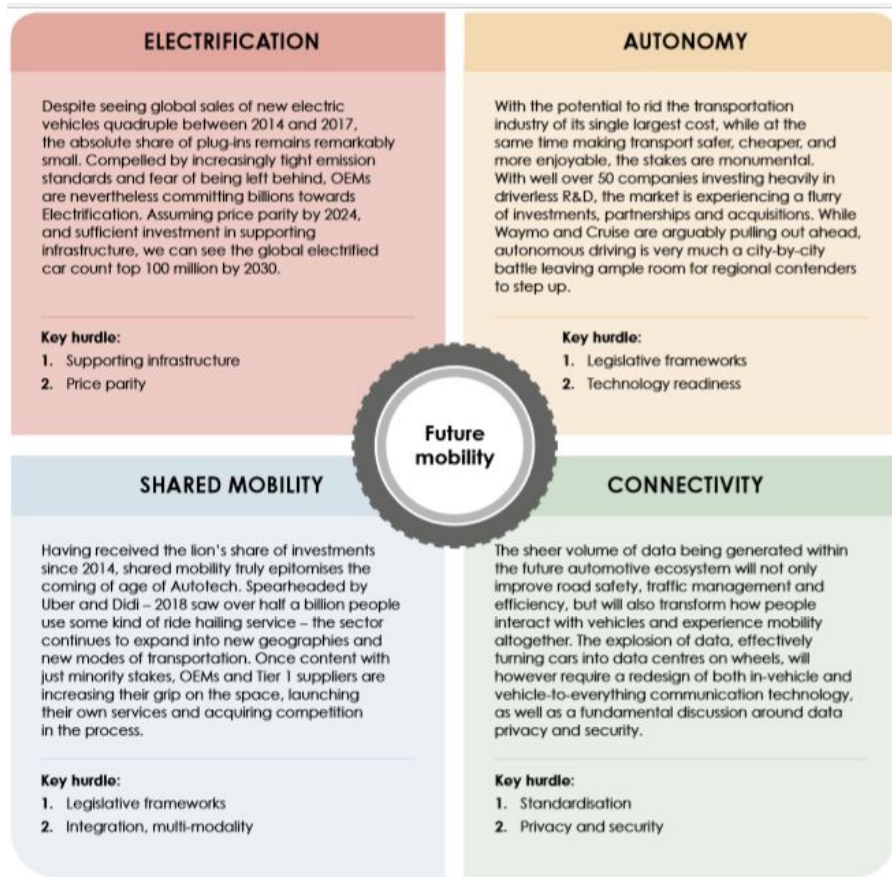 ELECTRIFICATION
Despite seeing global sales of new electric
vehicles quadruple between 2014 and 2017,
the absolute share of plug-ins remains remarkably
small. Compelled by increasingly tight emission
standards and fear of being left behind, OEMs
are nevertheless committing billions towards
Electrification. Assuming price parity by 2024,
and sufficient investment in supporting
infrastructure, we can see the global electrified
car count top 100 million by 2030.
Key hurdle:
1. Supporting infrastructure
2. Price parity
AUTONOMY
With the potential to rid the transportation
industry of its single largest cost, while at the
same time making transport safer, cheaper, and
more enjoyable, the stakes are monumental.
With well over 50 companies investing heavily in
driverless R&D, the market is experiencing a flurry
of investments, partnerships and acquisitions. While
Waymo and Cruise are arguably pulling out ahead,
autonomous driving is very much a city-by-city
battle leaving ample room for regional contenders
to step up.
Key hurdle:
1. Legislative frameworks
2. Technology readiness
Future
mobility
SHARED MOBILITY
Having received the lion's share of investments
since 2014, shared mobility truly epitomises the
coming of age of Autotech. Spearheaded by
Uber and Didi – 2018 saw over half a billion people
use some kind of ride hailing service – the sector
continues to expand into new geographies and
new modes of transportation. Once content with
just minority stakes, OEMs and Tier 1 suppliers are
increasing their grip on the space, launching
their own services and acquiring competition
in the process.
Key hurdle:
1. Legislative frameworks
2. Integration, multi-modality
CONNECTIVITY
The sheer volume of data being generated within
the future automotive ecosystem will not only
improve road safety, traffic management and
efficiency, but will also transform how people
interact with vehicles and experience mobility
altogether. The explosion of data, effectively
turning cars into data centres on wheels, will
however require a redesign of both in-vehicle and
vehicle-to-everything communication technology,
as well as a fundamental discussion around data
privacy and security.
Key hurdle:
1. Standardisation
2. Privacy and security